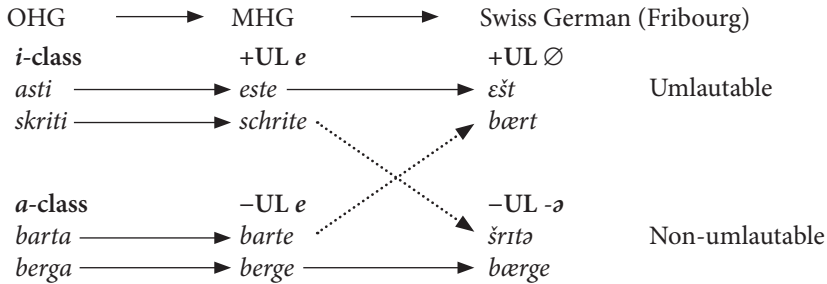 OHG MHG Swiss German (Fribourg)
i-class +UL e +UL ∅
asti este ɛšt Umlautable
skriti schrite bært
a-class −UL e −UL -ə
barta barte šrɪtə Non-umlautable
berga berge bærge